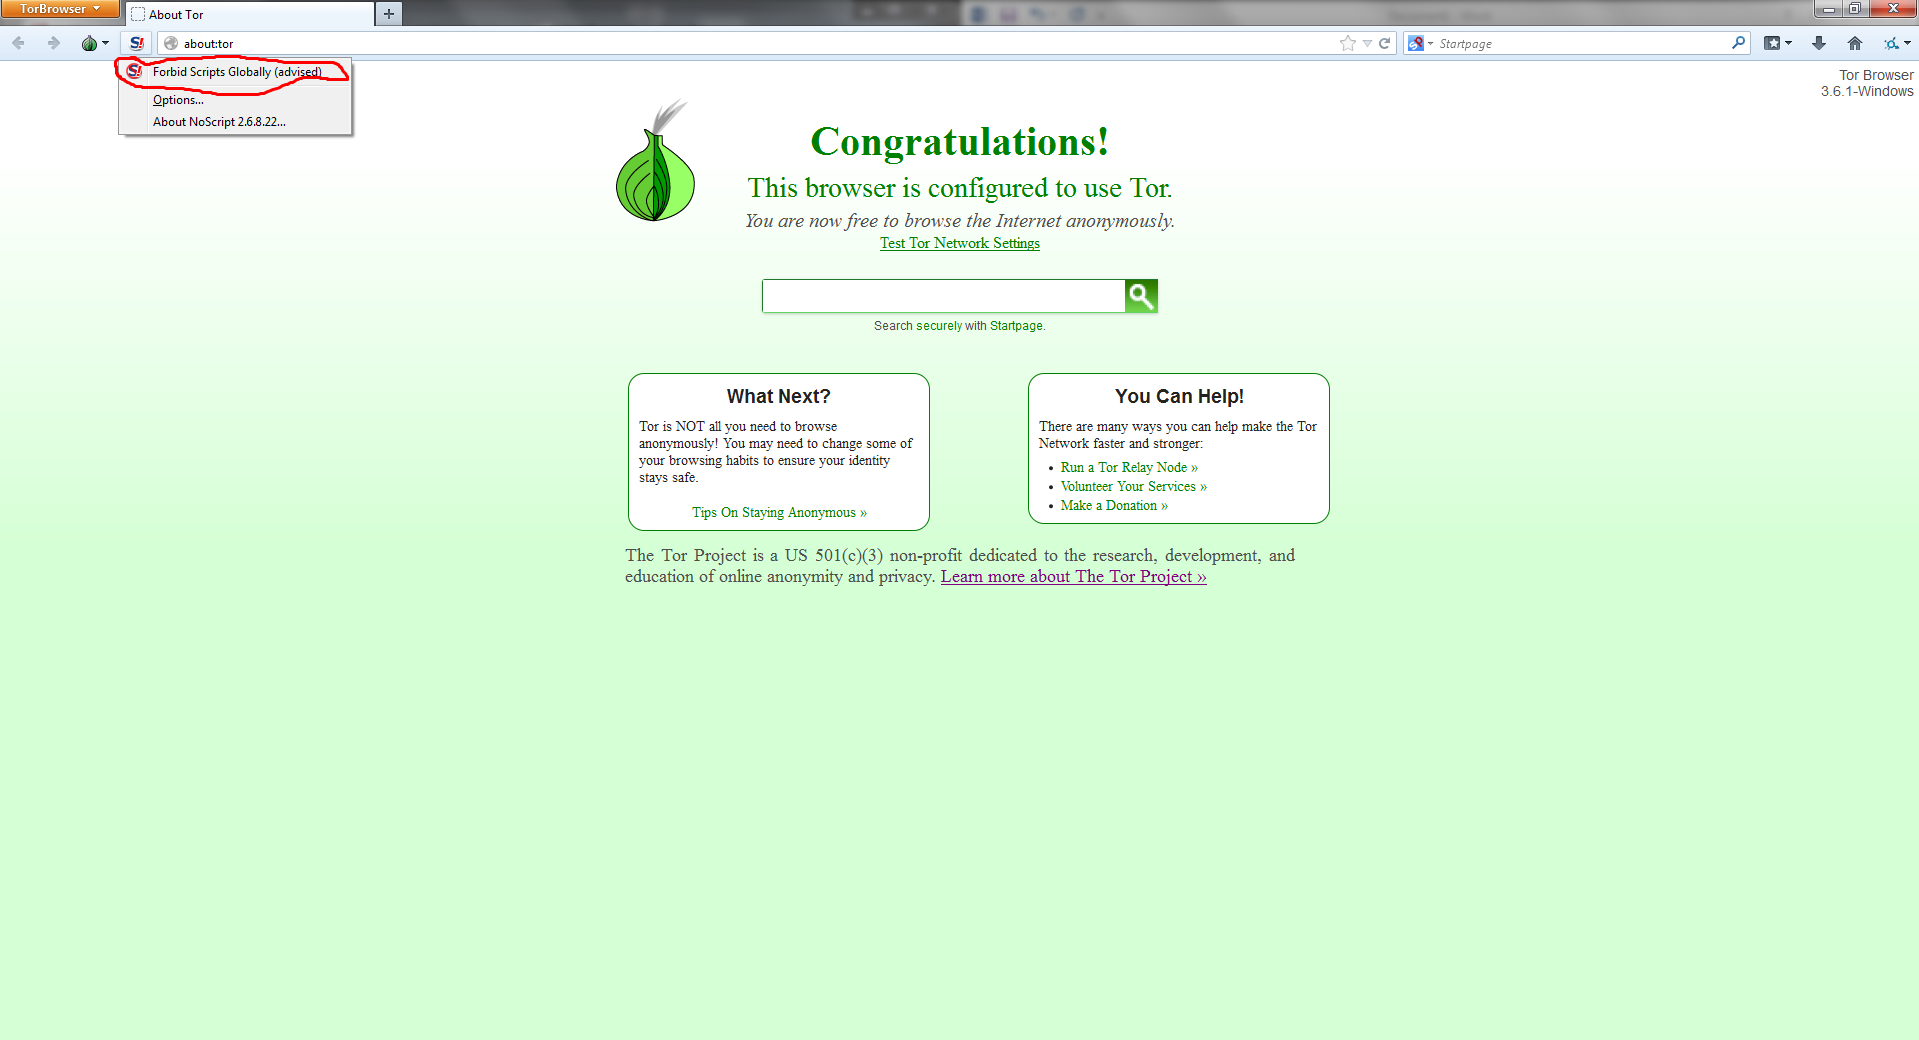 TorBrowser
About Tor
about:tor
Startpage
Forbid Scripts Globally (advised)
Options...
About NoScript 2.6.8.22...
Tor Browser
3.6.1-Windows
Congratulations!
This browser is configured to use Tor.
You are now free to browse the Internet anonymously.
Test Tor Network Settings
Search securely with Startpage.
What Next?
Tor is NOT all you need to browse
anonymously! You may need to change some of
your browsing habits to ensure your identity
stays safe.
Tips On Staying Anonymous »
You Can Help!
There are many ways you can help make the Tor
Network faster and stronger:
• Run a Tor Relay Node »
• Volunteer Your Services »
• Make a Donation »
The Tor Project is a US 501(c)(3) non-profit dedicated to the research, development, and
education of online anonymity and privacy. Learn more about The Tor Project »